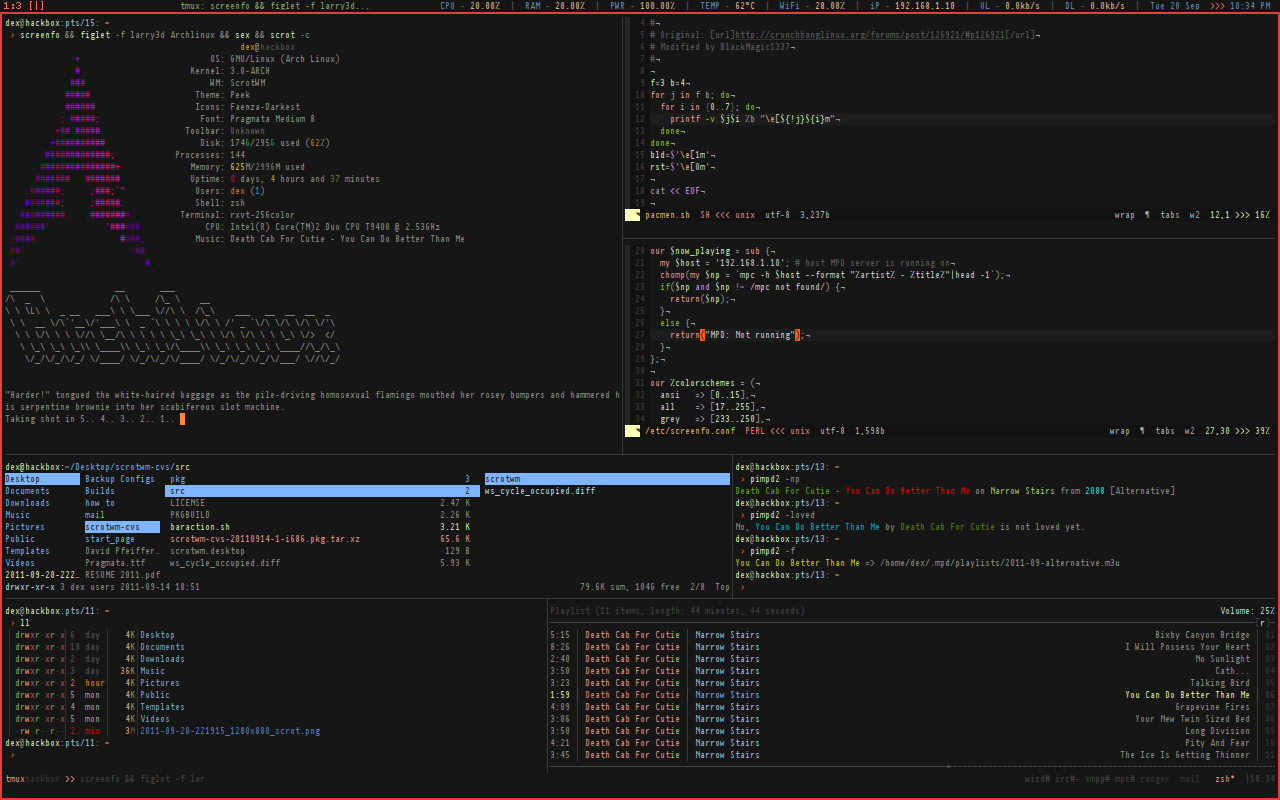 1:3 [|] tmux: screenfo && figlet -f larry3d... CPU - 20.00% | RAM - 20.00% | PWR - 100.00% | TEMP - 62°C | WiFi - 28.00% | iP - 192.168.1.10 | UL - 0.0kb/s | DL - 0.0kb/s | Tue 20 Sep >>> 10:34 PM
dex@hackbox:pts/15: ~
› screenfo && figlet -f larry3d Archlinux && sex && scrot -c
dex@hackbox
OS: GNU/Linux (Arch Linux)
Kernel: 3.0-ARCH
WM: ScrotWM
Theme: Peek
Icons: Faenza-Darkest
Font: Pragmata Medium 8
Toolbar: Unknown
Disk: 174G/295G used (62%)
Processes: 144
Memory: 625M/2996M used
Uptime: 0 days, 4 hours and 37 minutes
Users: dex (1)
Shell: zsh
Terminal: rxvt-256color
CPU: Intel(R) Core(TM)2 Duo CPU T9400 @ 2.53GHz
Music: Death Cab For Cutie - You Can Do Better Than Me
"Harder!" tongued the white-haired baggage as the pile-driving homosexual flamingo mouthed her rosey bumpers and hammered h
is serpentine brownie into her scabiferous slot machine.
Taking shot in 5.. 4.. 3.. 2.. 1..
4 #¬
5 # Original: [url]http://crunchbanglinux.org/forums/post/126921/#p126921[/url]¬
6 # Modified by BlackMagic1337¬
7 #¬
8 ¬
9 f=3 b=4¬
10 for j in f b; do¬
11 for i in {0..7}; do¬
12 printf -v $j$i %b "\e[${!j}${i}m"¬
13 done¬
14 done¬
15 bld=$'\e[1m'¬
16 rst=$'\e[0m'¬
17 ¬
18 cat << EOF¬
19 ¬
pacmen.sh SH <<< unix utf-8 3,237b wrap ¶ tabs w2 12,1 >>> 16%
20 our $now_playing = sub {¬
21 my $host = '192.168.1.10'; # host MPD server is running on¬
22 chomp(my $np = `mpc -h $host --format "%artist% - %title%"|head -1`);¬
23 if($np and $np !~ /mpc not found/) {¬
24 return($np);¬
25 }¬
26 else {¬
27 return("MPD: Not running");¬
28 }¬
29 };¬
30 ¬
31 our %colorschemes = (¬
32 ansi => [0..15],¬
33 all => [17..255],¬
34 grey => [233..250],¬
/etc/screenfo.conf PERL <<< unix utf-8 1,598b wrap ¶ tabs w2 27,30 >>> 39%
dex@hackbox:~/Desktop/scrotwm-cvs/src
Desktop Backup Configs pkg 3 scrotwm
Documents Builds src 2 ws_cycle_occupied.diff
Downloads how to LICENSE 2.47 K
Music mail PKGBUILD 2.26 K
Pictures scrotwm-cvs baraction.sh 3.21 K
Public start_page scrotwm-cvs-20110914-1-i686.pkg.tar.xz 65.6 K
Templates David Pfeiffer… scrotwm.desktop 129 B
Videos Pragmata.ttf ws_cycle_occupied.diff 5.93 K
2011-09-20-222… RESUME 2011.pdf
drwxr-xr-x 3 dex users 2011-09-14 18:51 79.6K sum, 104G free 2/8 Top
dex@hackbox:pts/13: ~
› pimpd2 -np
Death Cab For Cutie - You Can Do Better Than Me on Narrow Stairs from 2008 [Alternative]
dex@hackbox:pts/13: ~
› pimpd2 -loved
No, You Can Do Better Than Me by Death Cab For Cutie is not loved yet.
dex@hackbox:pts/13: ~
› pimpd2 -f
You Can Do Better Than Me => /home/dex/.mpd/playlists/2011-09-alternative.m3u
dex@hackbox:pts/13: ~
›
dex@hackbox:pts/11: ~
› ll
drwxr-xr-x 6 day 4K Desktop
drwxr-xr-x 19 day 4K Documents
drwxr-xr-x 2 day 4K Downloads
drwxr-xr-x 3 day 36K Music
drwxr-xr-x 2 hour 4K Pictures
drwxr-xr-x 5 mon 4K Public
drwxr-xr-x 4 mon 4K Templates
drwxr-xr-x 5 mon 4K Videos
-rw-r--r-- 2 min 3M 2011-09-20-221915_1280x800_scrot.png
dex@hackbox:pts/11: ~
›
Playlist (11 items, length: 44 minutes, 44 seconds) Volume: 25%
[r]
5:15 Death Cab For Cutie Narrow Stairs Bixby Canyon Bridge 01
8:26 Death Cab For Cutie Narrow Stairs I Will Possess Your Heart 02
2:40 Death Cab For Cutie Narrow Stairs No Sunlight 03
3:50 Death Cab For Cutie Narrow Stairs Cath... 04
3:23 Death Cab For Cutie Narrow Stairs Talking Bird 05
1:59 Death Cab For Cutie Narrow Stairs You Can Do Better Than Me 06
4:09 Death Cab For Cutie Narrow Stairs Grapevine Fires 07
3:06 Death Cab For Cutie Narrow Stairs Your New Twin Sized Bed 08
3:50 Death Cab For Cutie Narrow Stairs Long Division 09
4:21 Death Cab For Cutie Narrow Stairs Pity And Fear 10
3:45 Death Cab For Cutie Narrow Stairs The Ice Is Getting Thinner 11
tmux hackbox >> screenfo && figlet -f lar wicd# irc#- xmpp# mpc# ranger mail zsh* |10:34